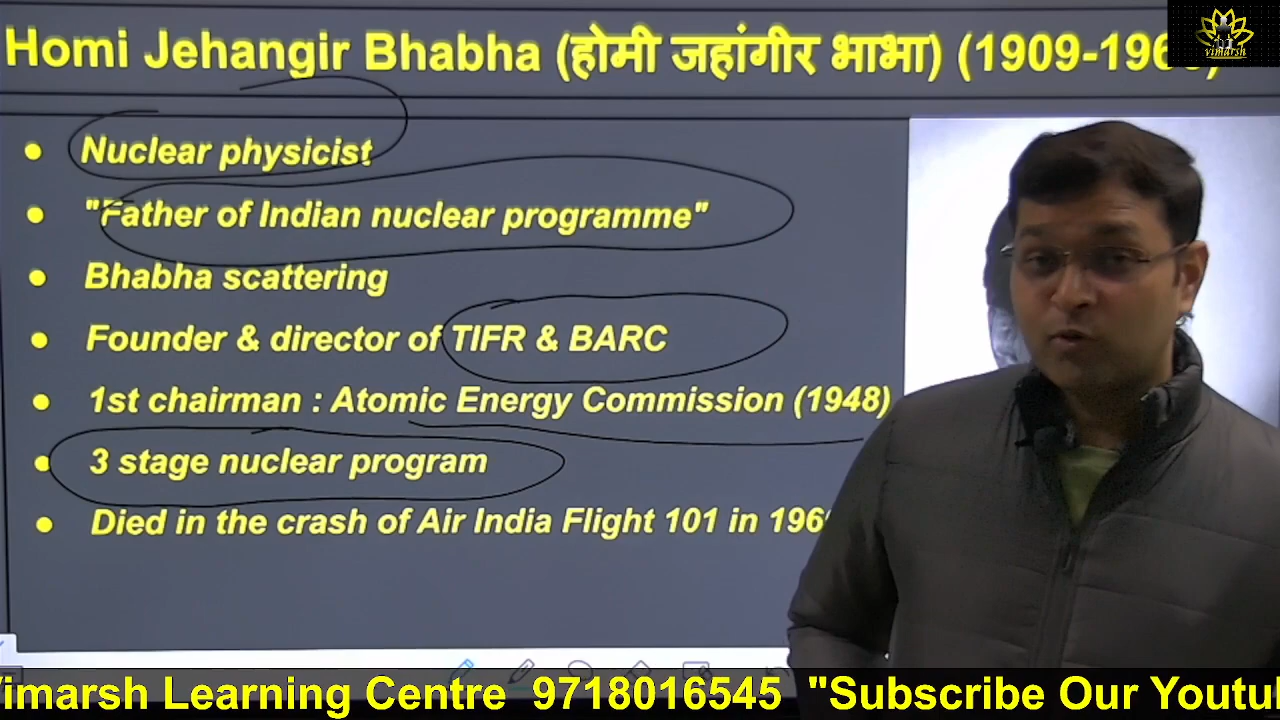 Homi Jehangir Bhabha (होमी जहांगीर भाभा) (1909-196
vimarsh
Nuclear physicist
"Father of Indian nuclear programme"
Bhabha scattering
Founder & director of TIFR & BARC
1st chairman : Atomic Energy Commission (1948)
3 stage nuclear program
Died in the crash of Air India Flight 101 in 196
Vimarsh Learning Centre 9718016545 "Subscribe Our Youtu